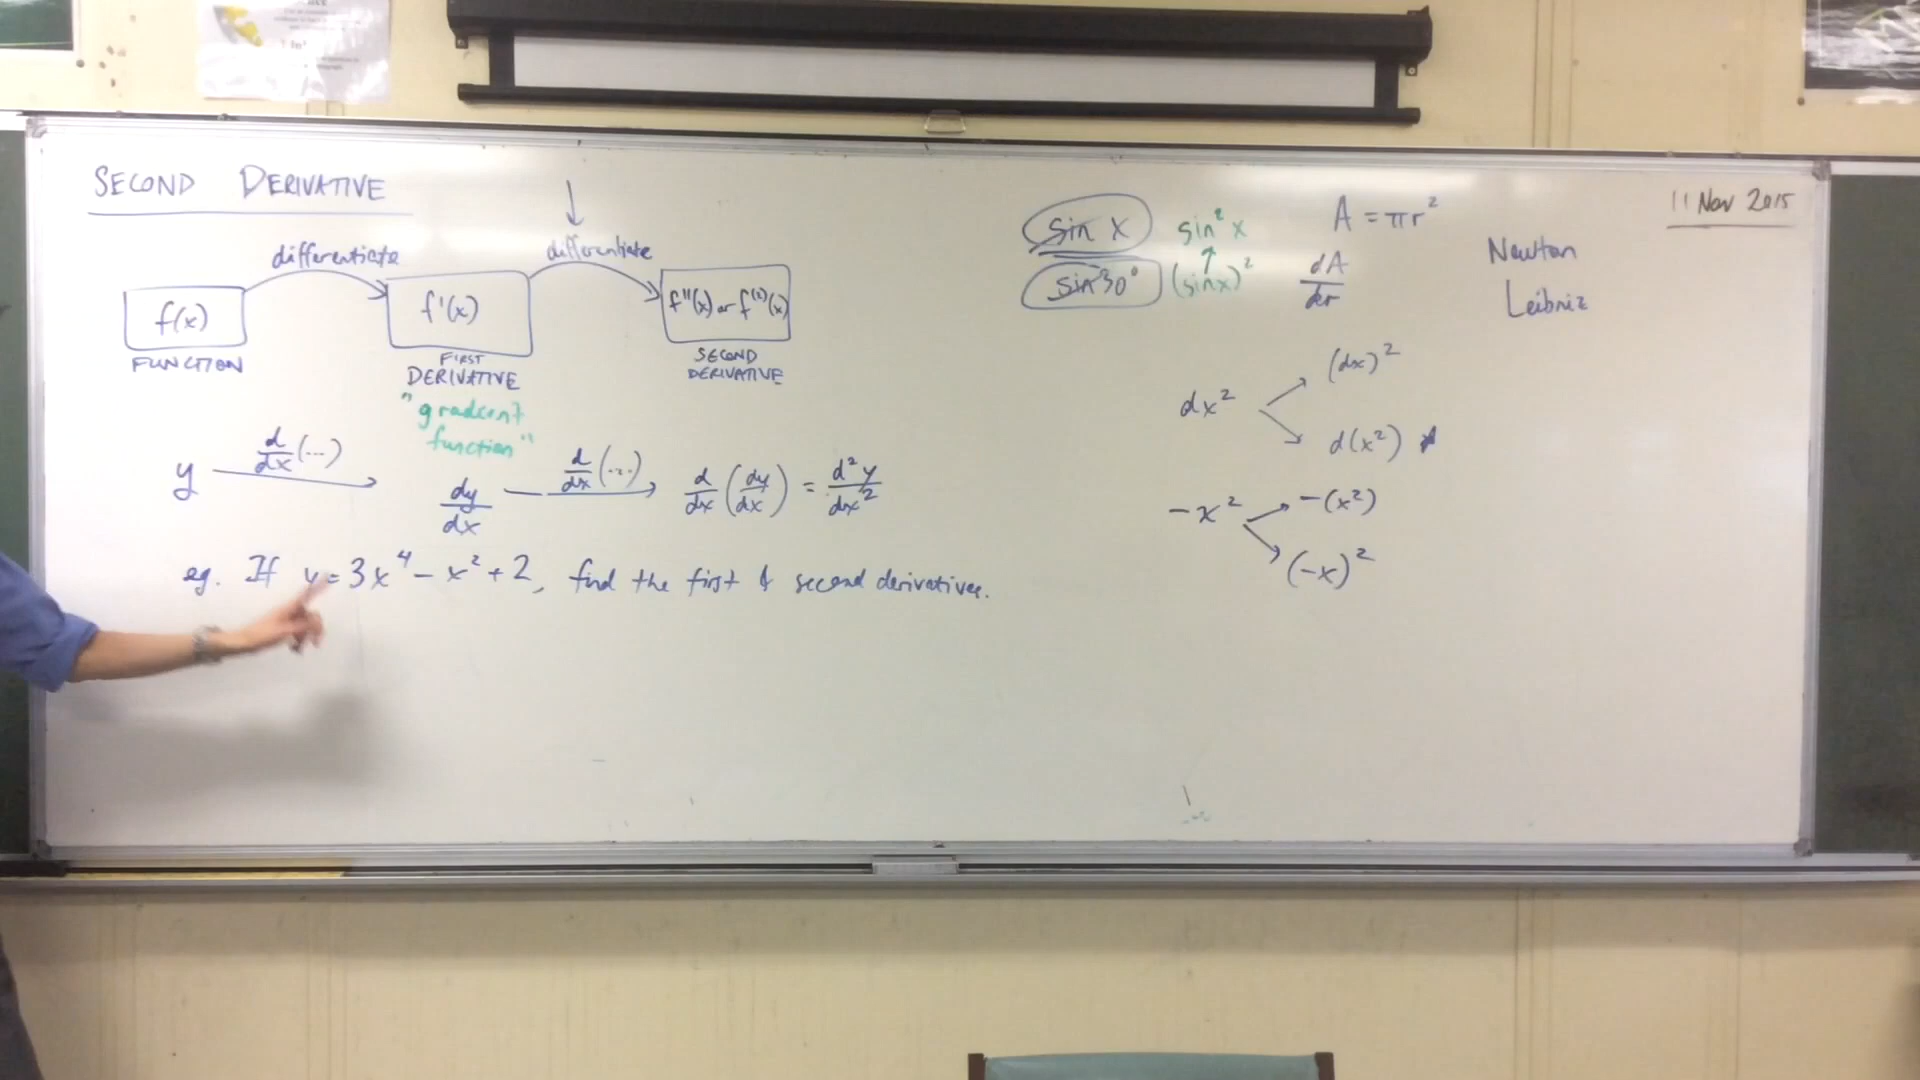 SECOND DERIVATIVE
differentiate
differentiate
f(x)
f'(x)
f''(x) or f⁽²⁾(x)
FUNCTION
FIRST
DERIVATIVE
SECOND
DERIVATIVE
"gradient
function"
y d/dx(...) dy/dx d/dx(...) d/dx(dy/dx) = d²y/dx²
eg. If y = 3x⁴ - x² + 2, find the first & second derivatives.
sin x sin²x
sin 30° (sin x)²
A = πr²
dA/dr
Newton
Leibniz
11 Nov 2015
dx²
(dx)²
d(x²)
-x²
-(x²)
(-x)²